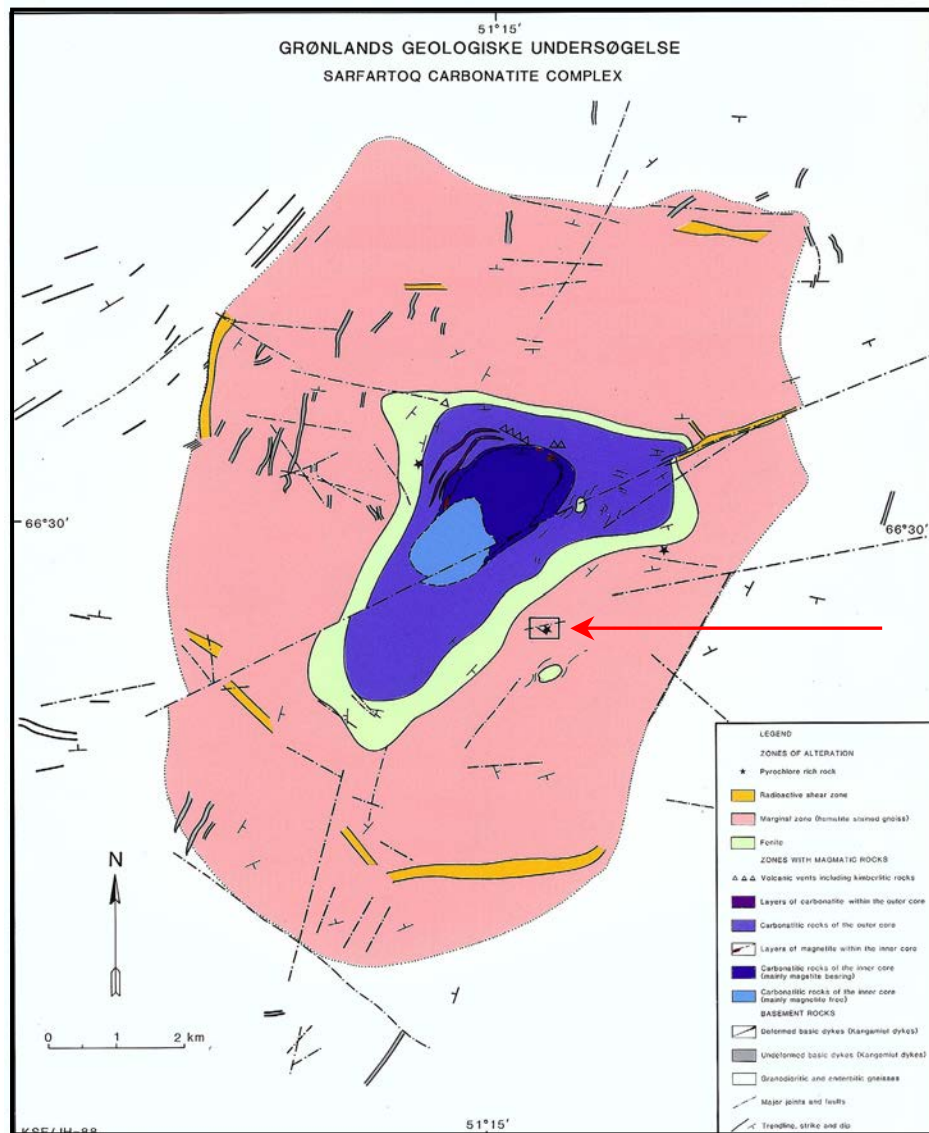 51°15'
GRØNLANDS GEOLOGISKE UNDERSØGELSE
SARFARTOQ CARBONATITE COMPLEX
66°30'
66°30'
N
0 1 2 km
LEGEND
ZONES OF ALTERATION
Pyrochlore rich rock
Radioactive shear zone
Marginal zone (hematite stained gneiss)
Fenite
ZONES WITH MAGMATIC ROCKS
Volcanic vents including kimberlitic rocks
Layers of carbonatite within the outer core
Carbonatitic rocks of the outer core
Layers of magnetite within the inner core
Carbonatitic rocks of the inner core
(mainly magnetite bearing)
Carbonatitic rocks of the inner core
(mainly magnetite free)
BASEMENT ROCKS
Deformed basic dykes (Kangamiut dykes)
Undeformed basic dykes (Kangamiut dykes)
Granodioritic and enderbitic gneisses
Major joints and faults
Trendline, strike and dip
51°15'